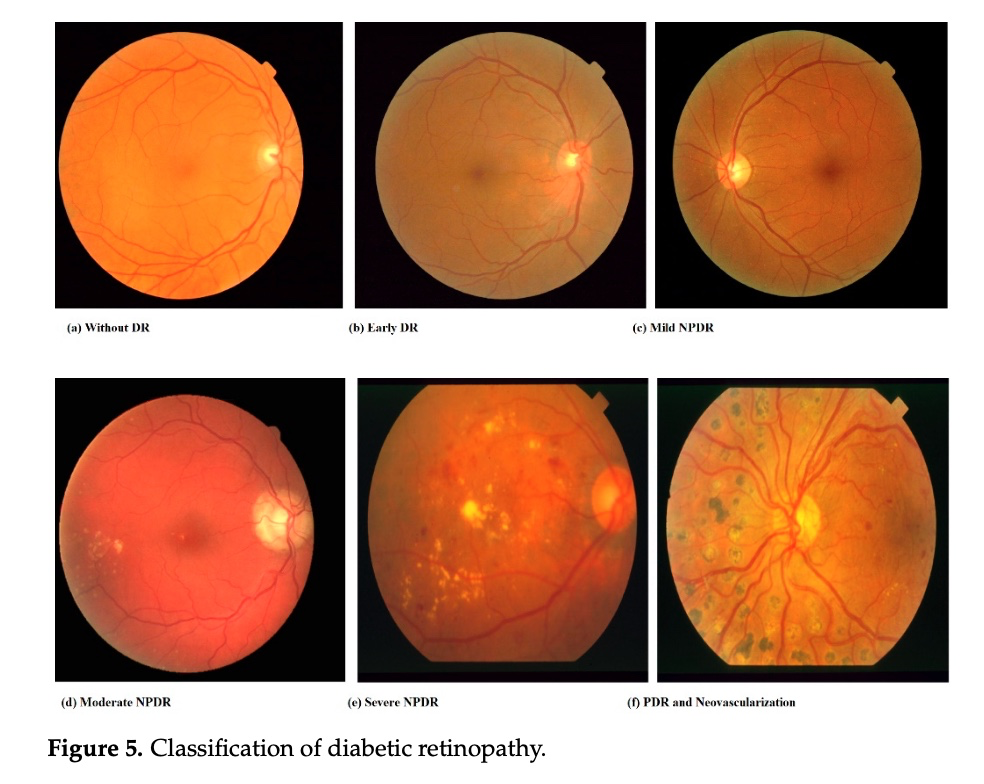 (a) Without DR
(b) Early DR
(c) Mild NPDR
(d) Moderate NPDR
(e) Severe NPDR
(f) PDR and Neovascularization
Figure 5. Classification of diabetic retinopathy.